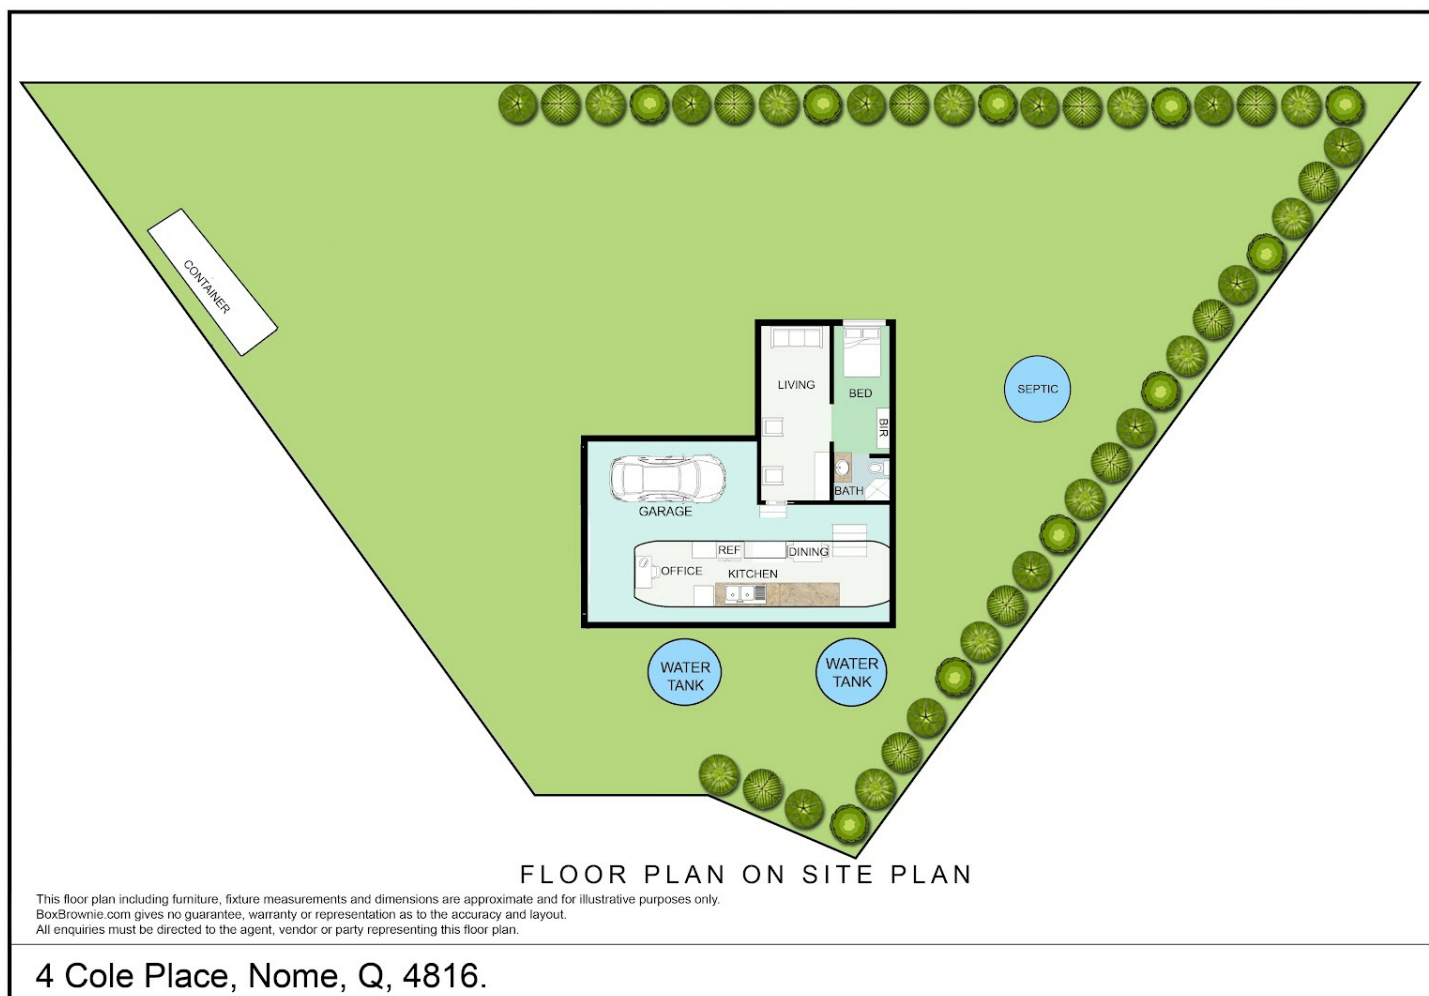 CONTAINER
LIVING
BED
BIR
SEPTIC
BATH
GARAGE
REF
DINING
OFFICE
KITCHEN
WATER
TANK
WATER
TANK
FLOOR PLAN ON SITE PLAN
This floor plan including furniture, fixture measurements and dimensions are approximate and for illustrative purposes only.
BoxBrownie.com gives no guarantee, warranty or representation as to the accuracy and layout.
All enquiries must be directed to the agent, vendor or party representing this floor plan.
4 Cole Place, Nome, Q, 4816.